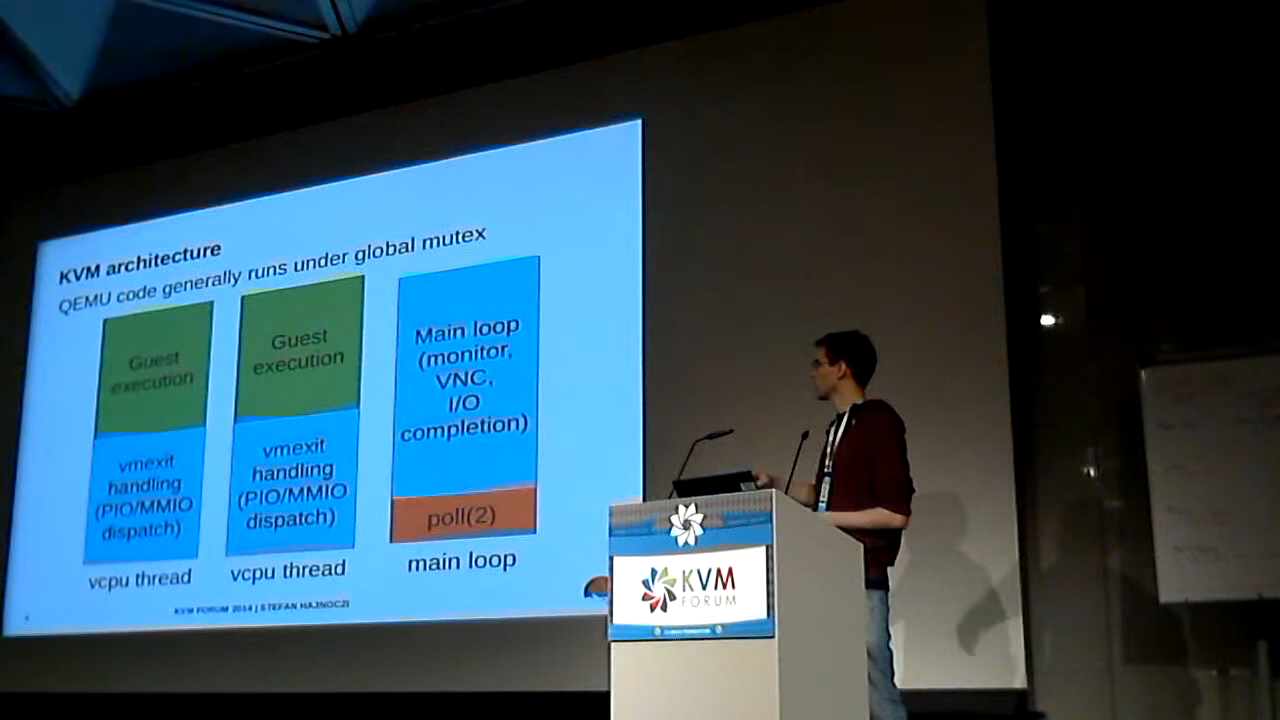 KVM architecture
QEMU code generally runs under global mutex
Guest
execution
vmexit
handling
(PIO/MMIO
dispatch)
vcpu thread
Guest
execution
vmexit
handling
(PIO/MMIO
dispatch)
vcpu thread
Main loop
(monitor,
VNC,
I/O
completion)
poll(2)
main loop
KVM FORUM 2014 | STEFAN HAJNOCZI
KVM
FORUM